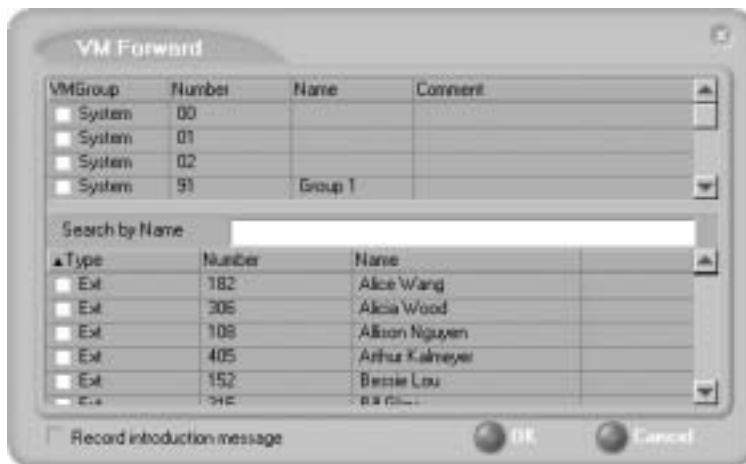 VM Forward
VMGroup Number Name Comment
System 00
System 01
System 02
System 91 Group 1
Search by Name
▲Type Number Name
Ext 182 Alice Wang
Ext 306 Alicia Wood
Ext 108 Allison Nguyen
Ext 405 Arthur Kalmeyer
Ext 152 Bessie Lou
Ext
Record introduction message OK Cancel